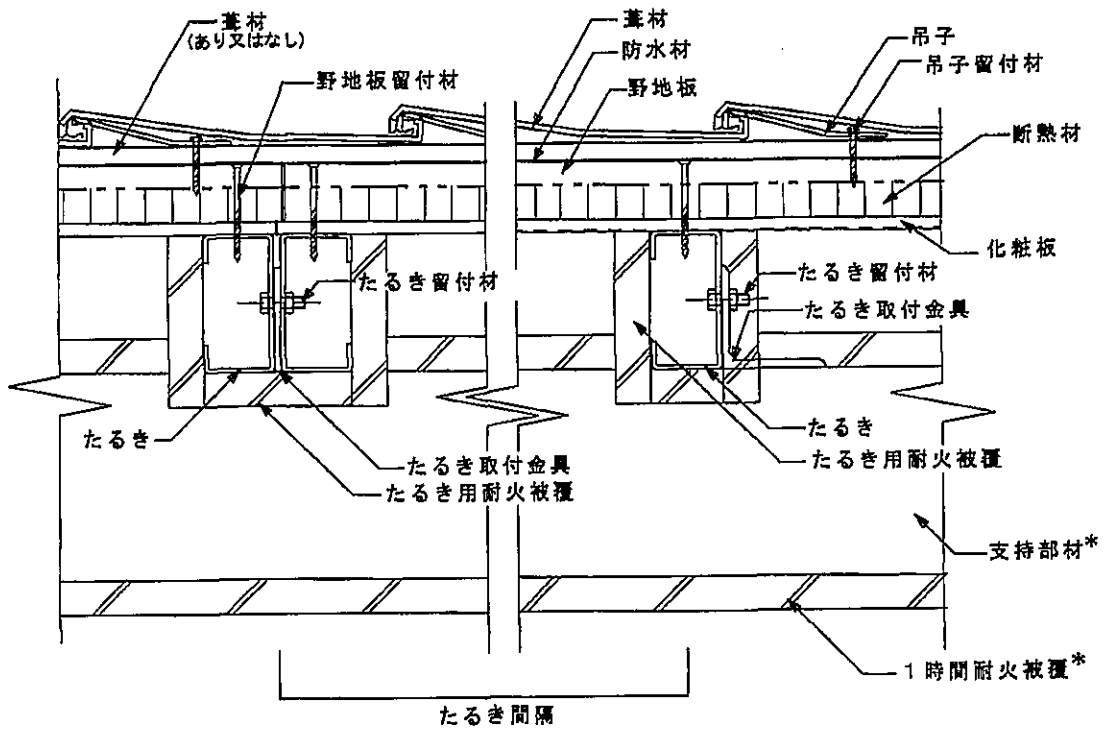 葺材
(あり又はなし)
野地板留付材
葺材
防水材
野地板
吊子
吊子留付材
断熱材
化粧板
たるき留付材
たるき留付材
たるき取付金具
たるき
たるき
たるき取付金具
たるき用耐火被覆
たるき用耐火被覆
支持部材*
1時間耐火被覆*
たるき間隔